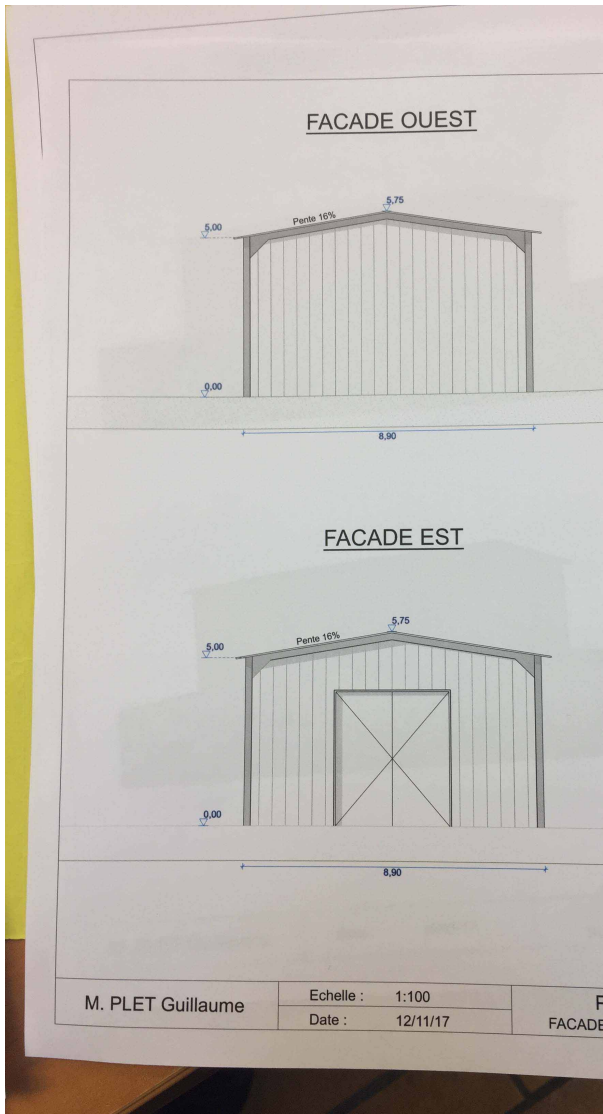 FACADE OUEST
5,75
Pente 16%
5,00
0,00
8,90
FACADE EST
5,75
Pente 16%
5,00
0,00
8,90
M. PLET Guillaume
Echelle : 1:100
Date : 12/11/17
F
FACADE